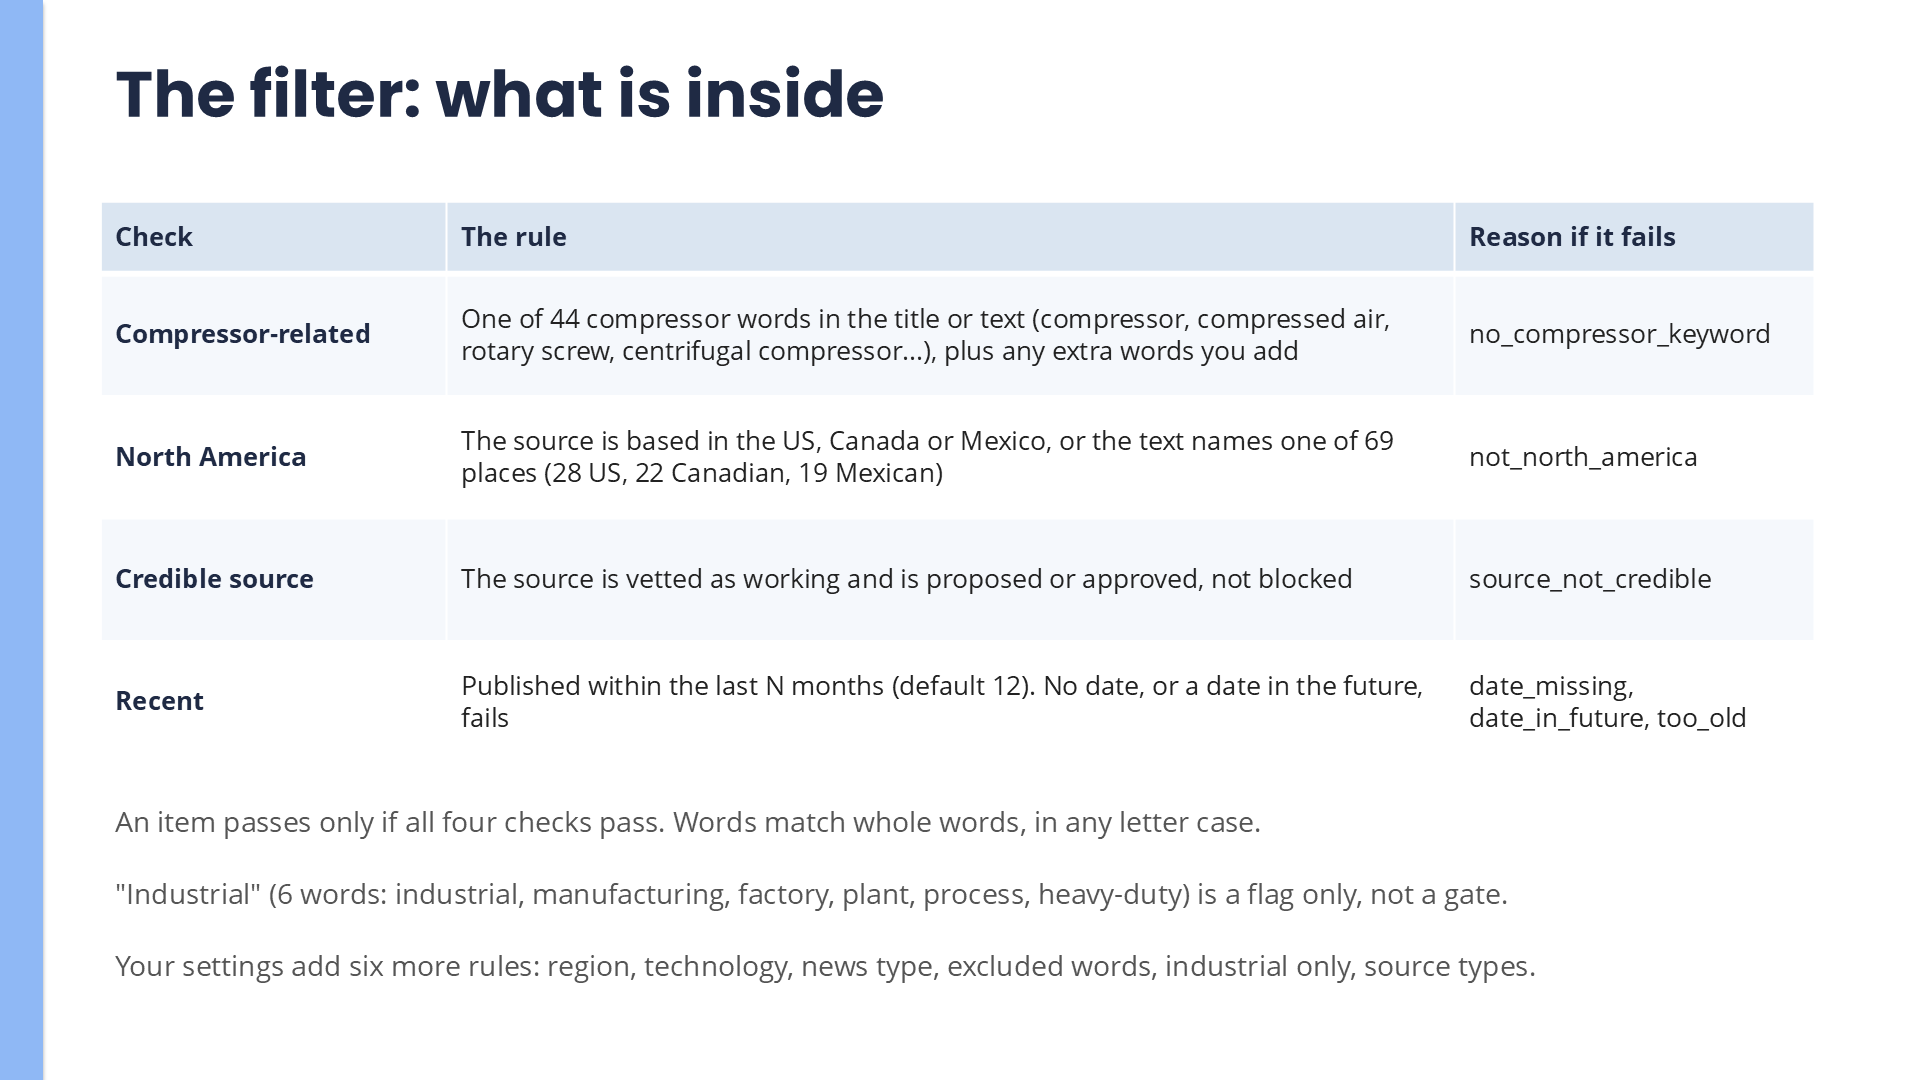 The filter: what is inside
Check
The rule
Reason if it fails
Compressor-related
One of 44 compressor words in the title or text (compressor, compressed air,
rotary screw, centrifugal compressor...), plus any extra words you add
no_compressor_keyword
North America
The source is based in the US, Canada or Mexico, or the text names one of 69
places (28 US, 22 Canadian, 19 Mexican)
not_north_america
Credible source
The source is vetted as working and is proposed or approved, not blocked
source_not_credible
Recent
Published within the last N months (default 12). No date, or a date in the future,
fails
date_missing,
date_in_future, too_old
An item passes only if all four checks pass. Words match whole words, in any letter case.
"Industrial" (6 words: industrial, manufacturing, factory, plant, process, heavy-duty) is a flag only, not a gate.
Your settings add six more rules: region, technology, news type, excluded words, industrial only, source types.